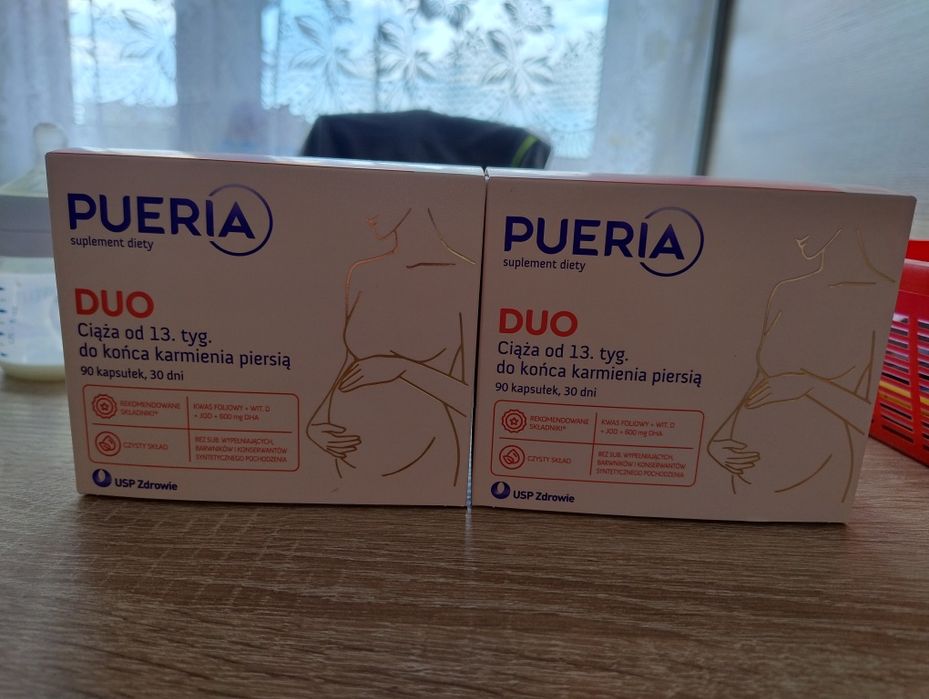 PUERIA
suplement diety
DUO
Ciąża od 13. tyg.
do końca karmienia piersią
90 kapsułek, 30 dni
REKOMENDOWANE
SKŁADNIKI*
KWAS FOLIOWY + WIT. D
+ JOD + 600 mg DHA
CZYSTY SKŁAD
BEZ SUB. WYPEŁNIAJĄCYCH,
BARWNIKÓW I KONSERWANTÓW
SYNTETYCZNEGO POCHODZENIA
USP Zdrowie
PUERIA
suplement diety
DUO
Ciąża od 13. tyg.
do końca karmienia piersią
90 kapsułek, 30 dni
REKOMENDOWANE
SKŁADNIKI*
KWAS FOLIOWY + WIT. D
+ JOD + 600 mg DHA
CZYSTY SKŁAD
BEZ SUB. WYPEŁNIAJĄCYCH,
BARWNIKÓW I KONSERWANTÓW
SYNTETYCZNEGO POCHODZENIA
USP Zdrowie